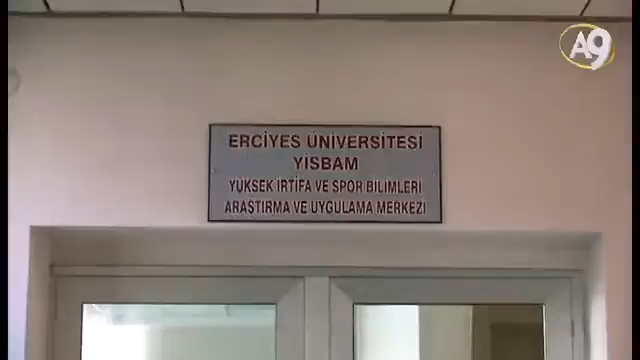 A9
ERCİYES ÜNİVERSİTESİ
YISBAM
YÜKSEK İRTİFA VE SPOR BİLİMLERİ
ARAŞTIRMA VE UYGULAMA MERKEZİ